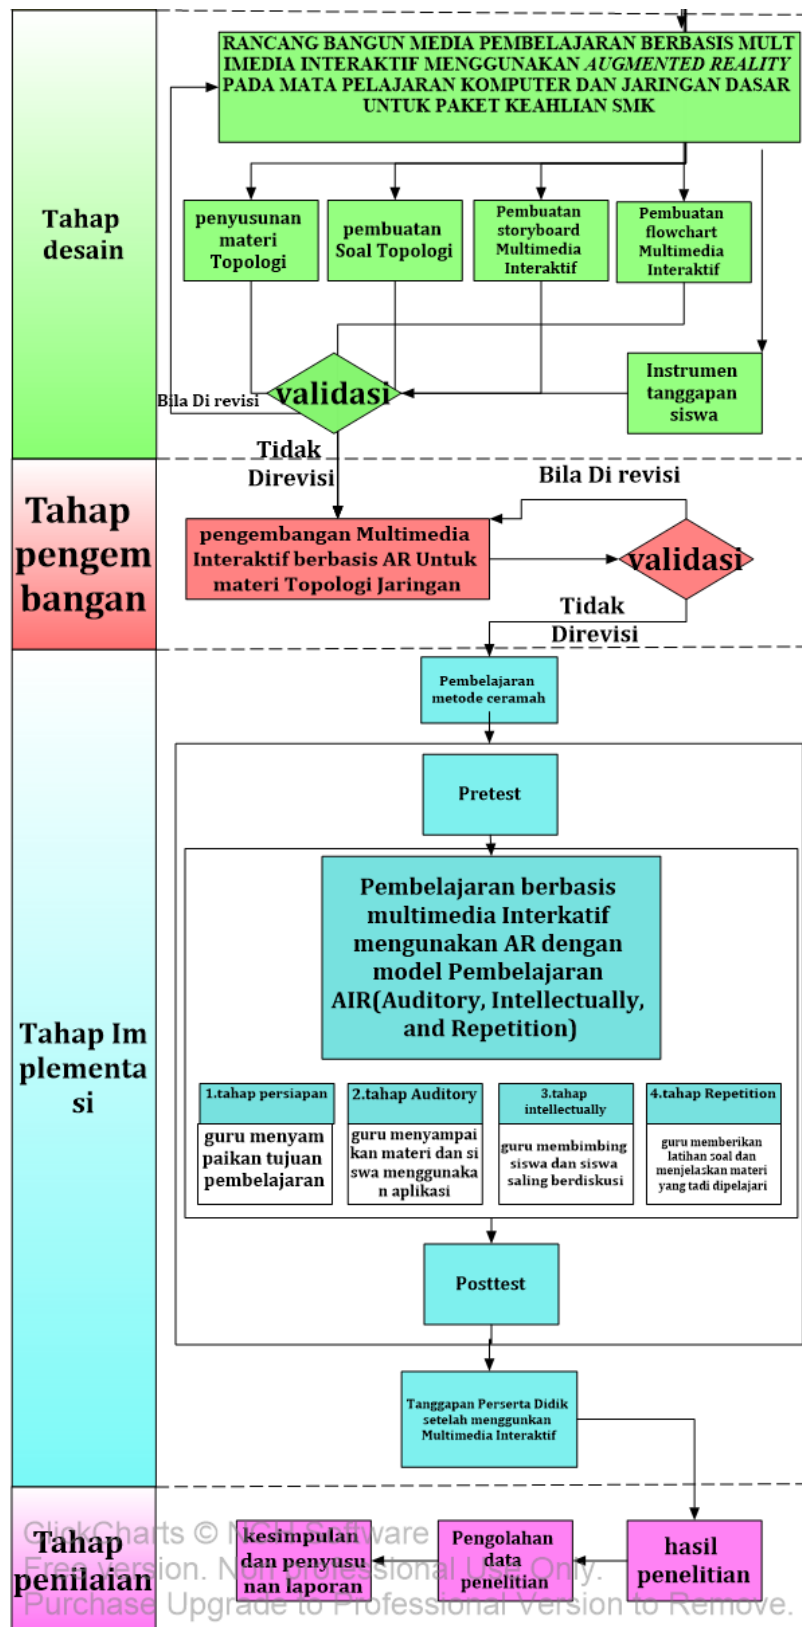 RANCANG BANGUN MEDIA PEMBELAJARAN BERBASIS MULT
IMEDIA INTERAKTIF MENGGUNAKAN AUGMENTED REALITY
PADA MATA PELAJARAN KOMPUTER DAN JARINGAN DASAR
UNTUK PAKET KEAHLIAN SMK
Tahap
desain
penyusunan
materi
Topologi
pembuatan
Soal Topologi
Pembuatan
storyboard
Multimedia
Interaktif
Pembuatan
flowchart
Multimedia
Interaktif
Instrumen
tanggapan
siswa
validasi
Bila Di revisi
Tidak
Direvisi
Tahap
pengem
bangan
Bila Di revisi
pengembangan Multimedia
Interaktif berbasis AR Untuk
materi Topologi Jaringan
validasi
Tidak
Direvisi
Tahap Im
plementa
si
Pembelajaran
metode ceramah
Pretest
Pembelajaran berbasis
multimedia Interkatif
mengunakan AR dengan
model Pembelajaran
AIR(Auditory, Intellectually,
and Repetition)
1.tahap persiapan
guru menyam
paikan tujuan
pembelajaran
2.tahap Auditory
guru menyampai
kan materi dan si
swa menggunaka
n aplikasi
3.tahap
intellectually
guru membimbing
siswa dan siswa
saling berdiskusi
4.tahap Repetition
guru memberikan
latihan soal dan
menjelaskan materi
yang tadi dipelajari
Posttest
Tanggapan Perserta Didik
setelah menggunkan
Multimedia Interaktif
Tahap
penilaian
kesimpulan
dan penyusu
nan laporan
Pengolahan
data
penelitian
hasil
penelitian
ClickCharts © NCH Software
Free version. Non professional Use Only.
Purchase Upgrade to Professional Version to Remove.